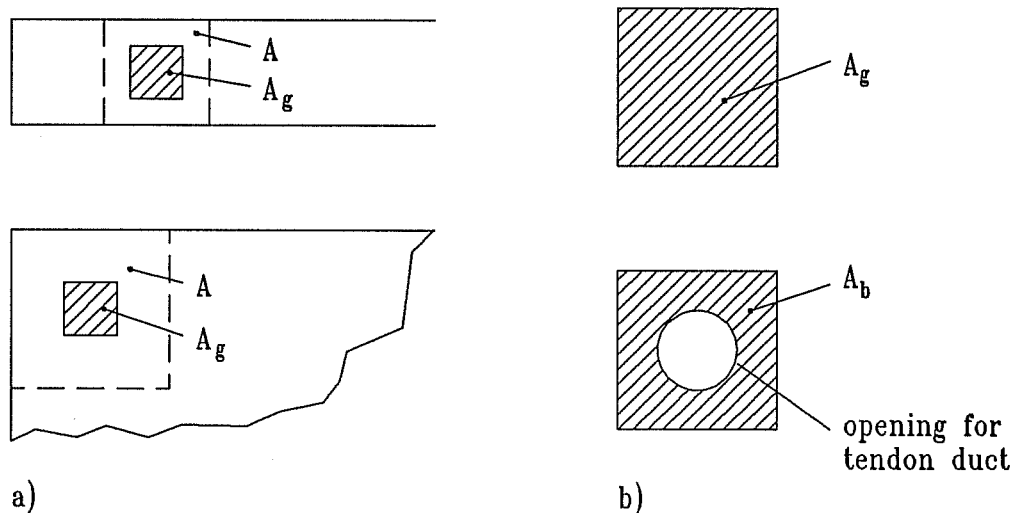 A
A_g
A
A_g
a)
A_g
A_b
opening for
tendon duct
b)